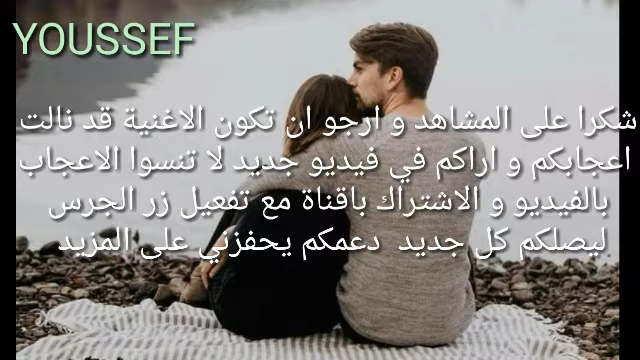 YOUSSEF
شكرا على المشاهد و ارجو ان تكون الاغنية قد نالت
اعجابكم و اراكم في فيديو جديد لا تنسوا الاعجاب
بالفيديو و الاشتراك باقناة مع تفعيل زر الجرس
ليصلكم كل جديد دعمكم يحفزني على المزيد